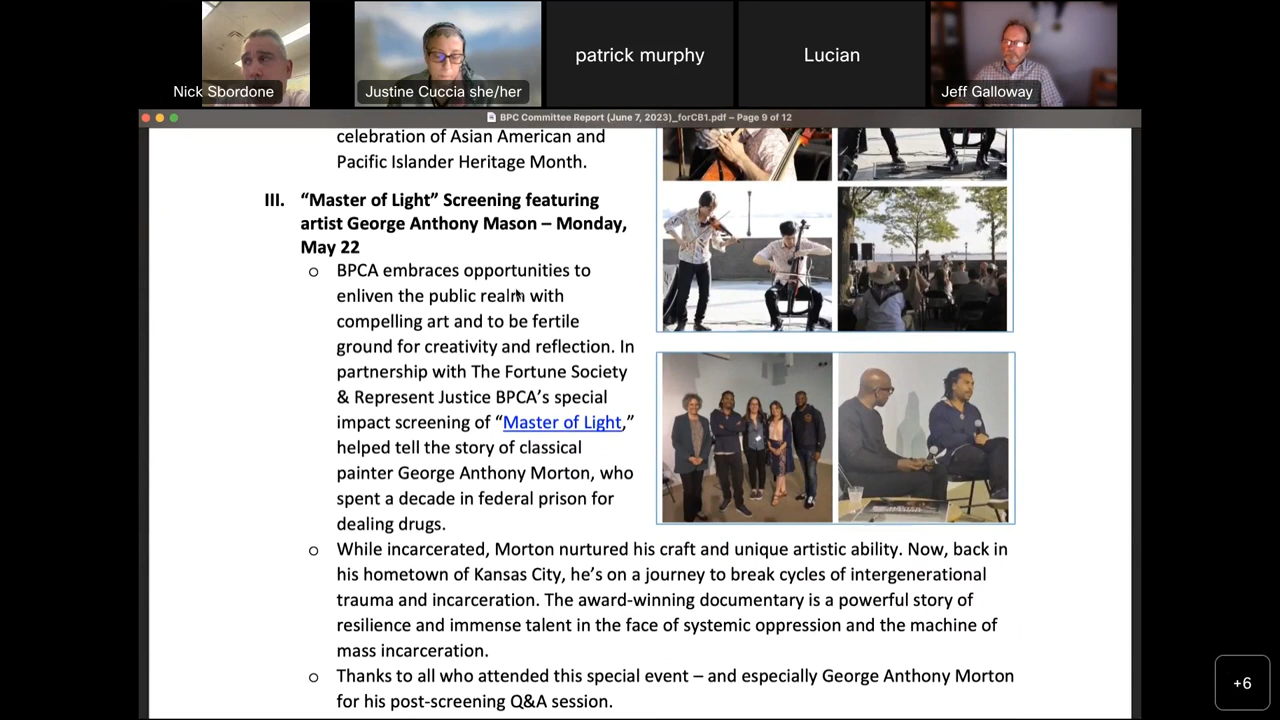 Nick Sbordone
Justine Cuccia she/her
patrick murphy
Lucian
Jeff Galloway
BPC Committee Report (June 7, 2023)_forCB1.pdf – Page 9 of 12
celebration of Asian American and
Pacific Islander Heritage Month.
III. “Master of Light” Screening featuring
artist George Anthony Mason – Monday,
May 22
o BPCA embraces opportunities to
enliven the public realm with
compelling art and to be fertile
ground for creativity and reflection. In
partnership with The Fortune Society
& Represent Justice BPCA’s special
impact screening of “Master of Light,”
helped tell the story of classical
painter George Anthony Morton, who
spent a decade in federal prison for
dealing drugs.
o While incarcerated, Morton nurtured his craft and unique artistic ability. Now, back in
his hometown of Kansas City, he’s on a journey to break cycles of intergenerational
trauma and incarceration. The award-winning documentary is a powerful story of
resilience and immense talent in the face of systemic oppression and the machine of
mass incarceration.
o Thanks to all who attended this special event – and especially George Anthony Morton
for his post-screening Q&A session.
+6